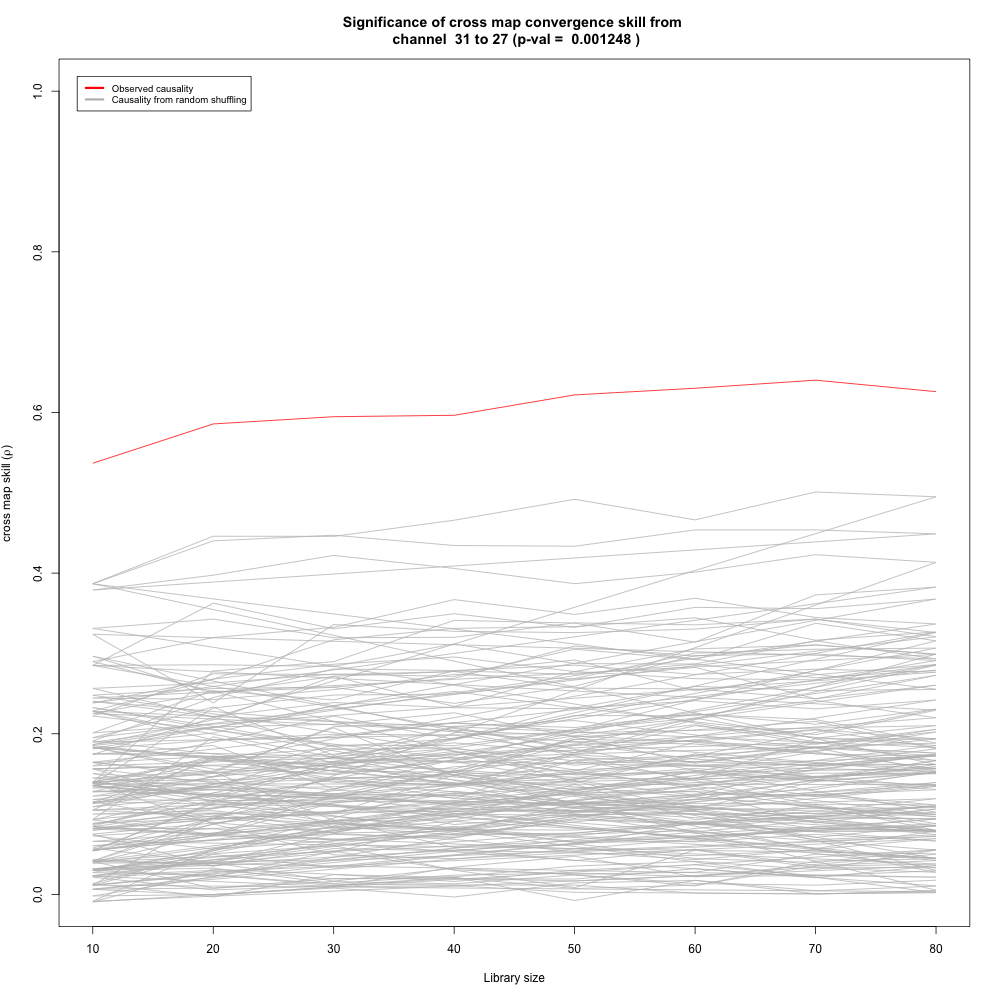 Significance of cross map convergence skill from
channel  31 to 27 (p-val =  0.001248 )
Observed causality
Causality from random shuffling
cross map skill (ρ)
1.0
0.8
0.6
0.4
0.2
0.0
10 20 30 40 50 60 70 80
Library size